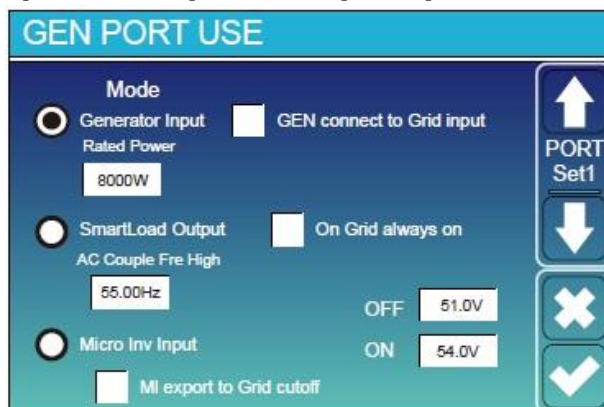 GEN PORT USE
Mode
Generator Input
GEN connect to Grid input
Rated Power
8000W
PORT
Set1
SmartLoad Output
On Grid always on
AC Couple Fre High
55.00Hz
OFF
51.0V
Micro Inv Input
ON
54.0V
MI export to Grid cutoff